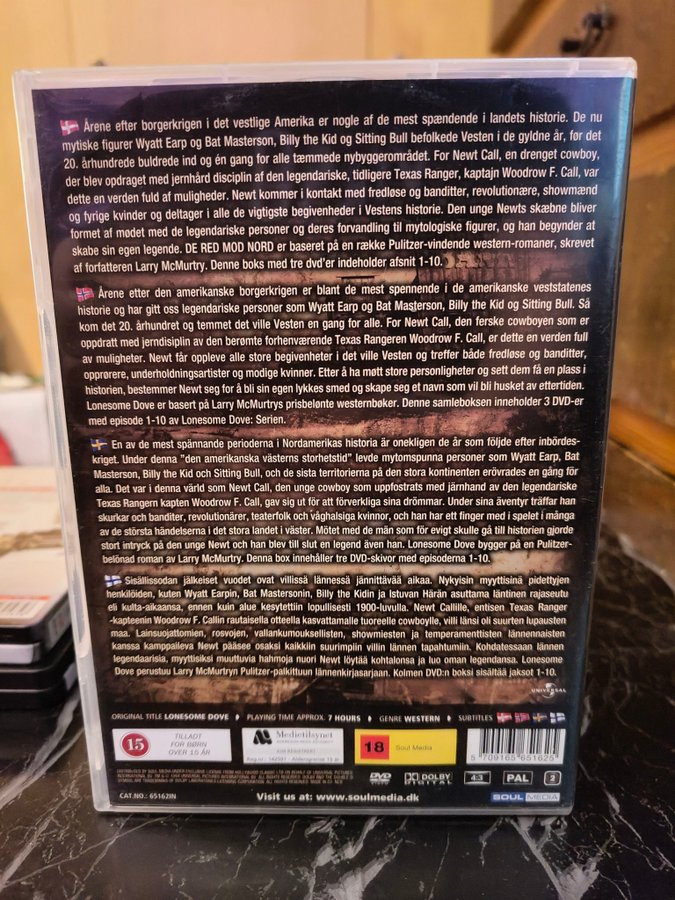 Årene efter borgerkrigen i det vestlige Amerika er nogle af de mest spændende i landets historie. De nu
mytiske figurer Wyatt Earp og Bat Masterson, Billy the Kid og Sitting Bull befolkede Vesten i de gyldne år, før det
20. århundrede buldrede ind og én gang for alle tæmmede nybyggerområdet. For Newt Call, en drenget cowboy,
der blev opdraget med jernhård disciplin af den legendariske, tidligere Texas Ranger, kaptajn Woodrow F. Call, var
dette en verden fuld af muligheder. Newt kommer i kontakt med fredløse og banditter, revolutionære, showmænd
og fyrige kvinder og deltager i alle de vigtigste begivenheder i Vestens historie. Den unge Newts skæbne bliver
formet af mødet med de legendariske personer og deres forvandling til mytologiske figurer, og han begynder at
skabe sin egen legende. DE RED MOD NORD er baseret på en række Pulitzer-vindende western-romaner, skrevet
af forfatteren Larry McMurtry. Denne boks med tre dvd'er indeholder afsnit 1-10.
Årene etter den amerikanske borgerkrigen er blant de mest spennende i de amerikanske veststatenes
historie og har gitt oss legendariske personer som Wyatt Earp og Bat Masterson, Billy the Kid og Sitting Bull. Så
kom det 20. århundret og temmet det ville Vesten en gang for alle. For Newt Call, den ferske cowboyen som er
oppdratt med jerndisiplin av den berømte forhenværende Texas Rangeren Woodrow F. Call, er dette en verden full
av muligheter. Newt får oppleve alle store begivenheter i det ville Vesten og treffer både fredløse og banditter,
opprørere, underholdningsartister og modige kvinner. Etter å ha møtt store personligheter og sett dem få en plass i
historien, bestemmer Newt seg for å bli sin egen lykkes smed og skape seg et navn som vil bli husket av ettertiden.
Lonesome Dove er basert på Larry McMurtrys prisbelønte westernbøker. Denne samleboksen inneholder 3 DVD-er
med episode 1-10 av Lonesome Dove: Serien.
En av de mest spännande perioderna i Nordamerikas historia är onekligen de år som följde efter inbördes-
kriget. Under denna "den amerikanska västerns storhetstid" levde mytomspunna personer som Wyatt Earp, Bat
Masterson, Billy the Kid och Sitting Bull, och de sista territorierna på den stora kontinenten erövrades en gång för
alla. Det var i denna värld som Newt Call, den unge cowboy som uppfostrats med järnhand av den legendariske
Texas Rangern kapten Woodrow F. Call, gav sig ut för att förverkliga sina drömmar. Under sina äventyr träffar han
skurkar och banditer, revolutionärer, teaterfolk och våghalsiga kvinnor, och han har ett finger med i spelet i många
av de största händelserna i det stora landet i väster. Mötet med de män som för evigt skulle gå till historien gjorde
stort intryck på den unge Newt och han blev till slut en legend även han. Lonesome Dove bygger på en Pulitzer-
belönad roman av Larry McMurtry. Denna box innehåller tre DVD-skivor med episoderna 1-10.
Sisällissodan jälkeiset vuodet ovat villissä lännessä jännittävää aikaa. Nykyisin myyttisinä pidettyjen
henkilöiden, kuten Wyatt Earpin, Bat Mastersonin, Billy the Kidin ja Istuvan Härän asuttama läntinen rajaseutu
eli kulta-aikaansa, ennen kuin alue kesytettiin lopullisesti 1900-luvulla. Newt Callille, entisen Texas Ranger
-kapteenin Woodrow F. Callin rautaisella otteella kasvattamalle tuoreelle cowboylle, villi länsi oli suurten lupausten
maa. Lainsuojattomien, rosvojen, vallankumouksellisten, showmiesten ja temperamenttisten lännennaisten
kanssa kamppaileva Newt pääsee osaksi kaikkiin suurimplin villin lännen tapahtumiin. Kohdatessaan lännen
legendaarisia, myyttisiksi muuttuvia hahmoja nuori Newt löytää kohtalonsa ja luo oman legendansa. Lonesome
Dove perustuu Larry McMurtryn Pulitzer-palkittuun lännenkirjasarjaan. Kolmen DVD:n boksi sisältää jaksot 1-10.
UNIVERSAL
ORIGINAL TITLE LONESOME DOVE PLAYING TIME APPROX. 7 HOURS GENRE WESTERN SUBTITLES
15 TILLADT FOR BØRN OVER 15 ÅR
Medietilsynet
18 Soul Media
5 709165 651625
DVD VIDEO DOLBY DIGITAL 4:3 PAL 2
CAT.NO.: 65162IN Visit us at: www.soulmedia.dk SOUL MEDIA